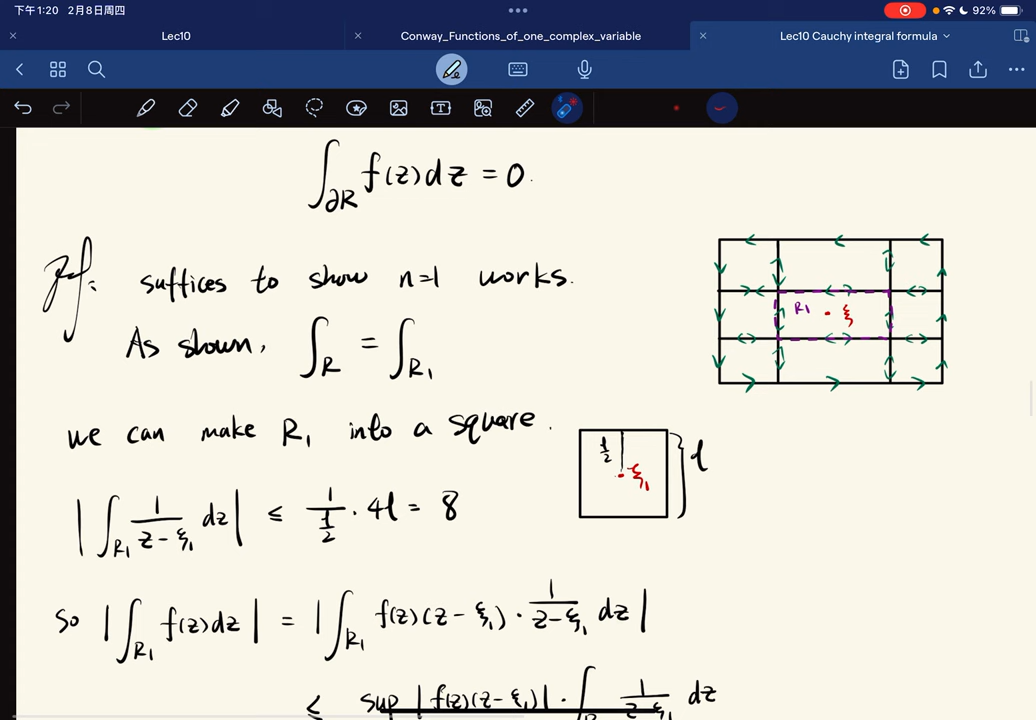 下午1:20 2月8日周四
92%
Lec10
Conway_Functions_of_one_complex_variable
Lec10 Cauchy integral formula
∫_{∂R} f(z)dz = 0.
pf: suffices to show n=1 works.
As shown, ∫_R = ∫_{R₁}
we can make R₁ into a square.
|∫_{R₁} 1/(z-ξ₁) dz| ≤ 1/(l/2) · 4l = 8
So |∫_{R₁} f(z)dz| = |∫_{R₁} f(z)(z-ξ₁) · 1/(z-ξ₁) dz|
≤ sup |f(z)(z-ξ₁)| · ∫ 1/(z-ξ₁) dz
R₁ ξ
l/2 ξ₁ l